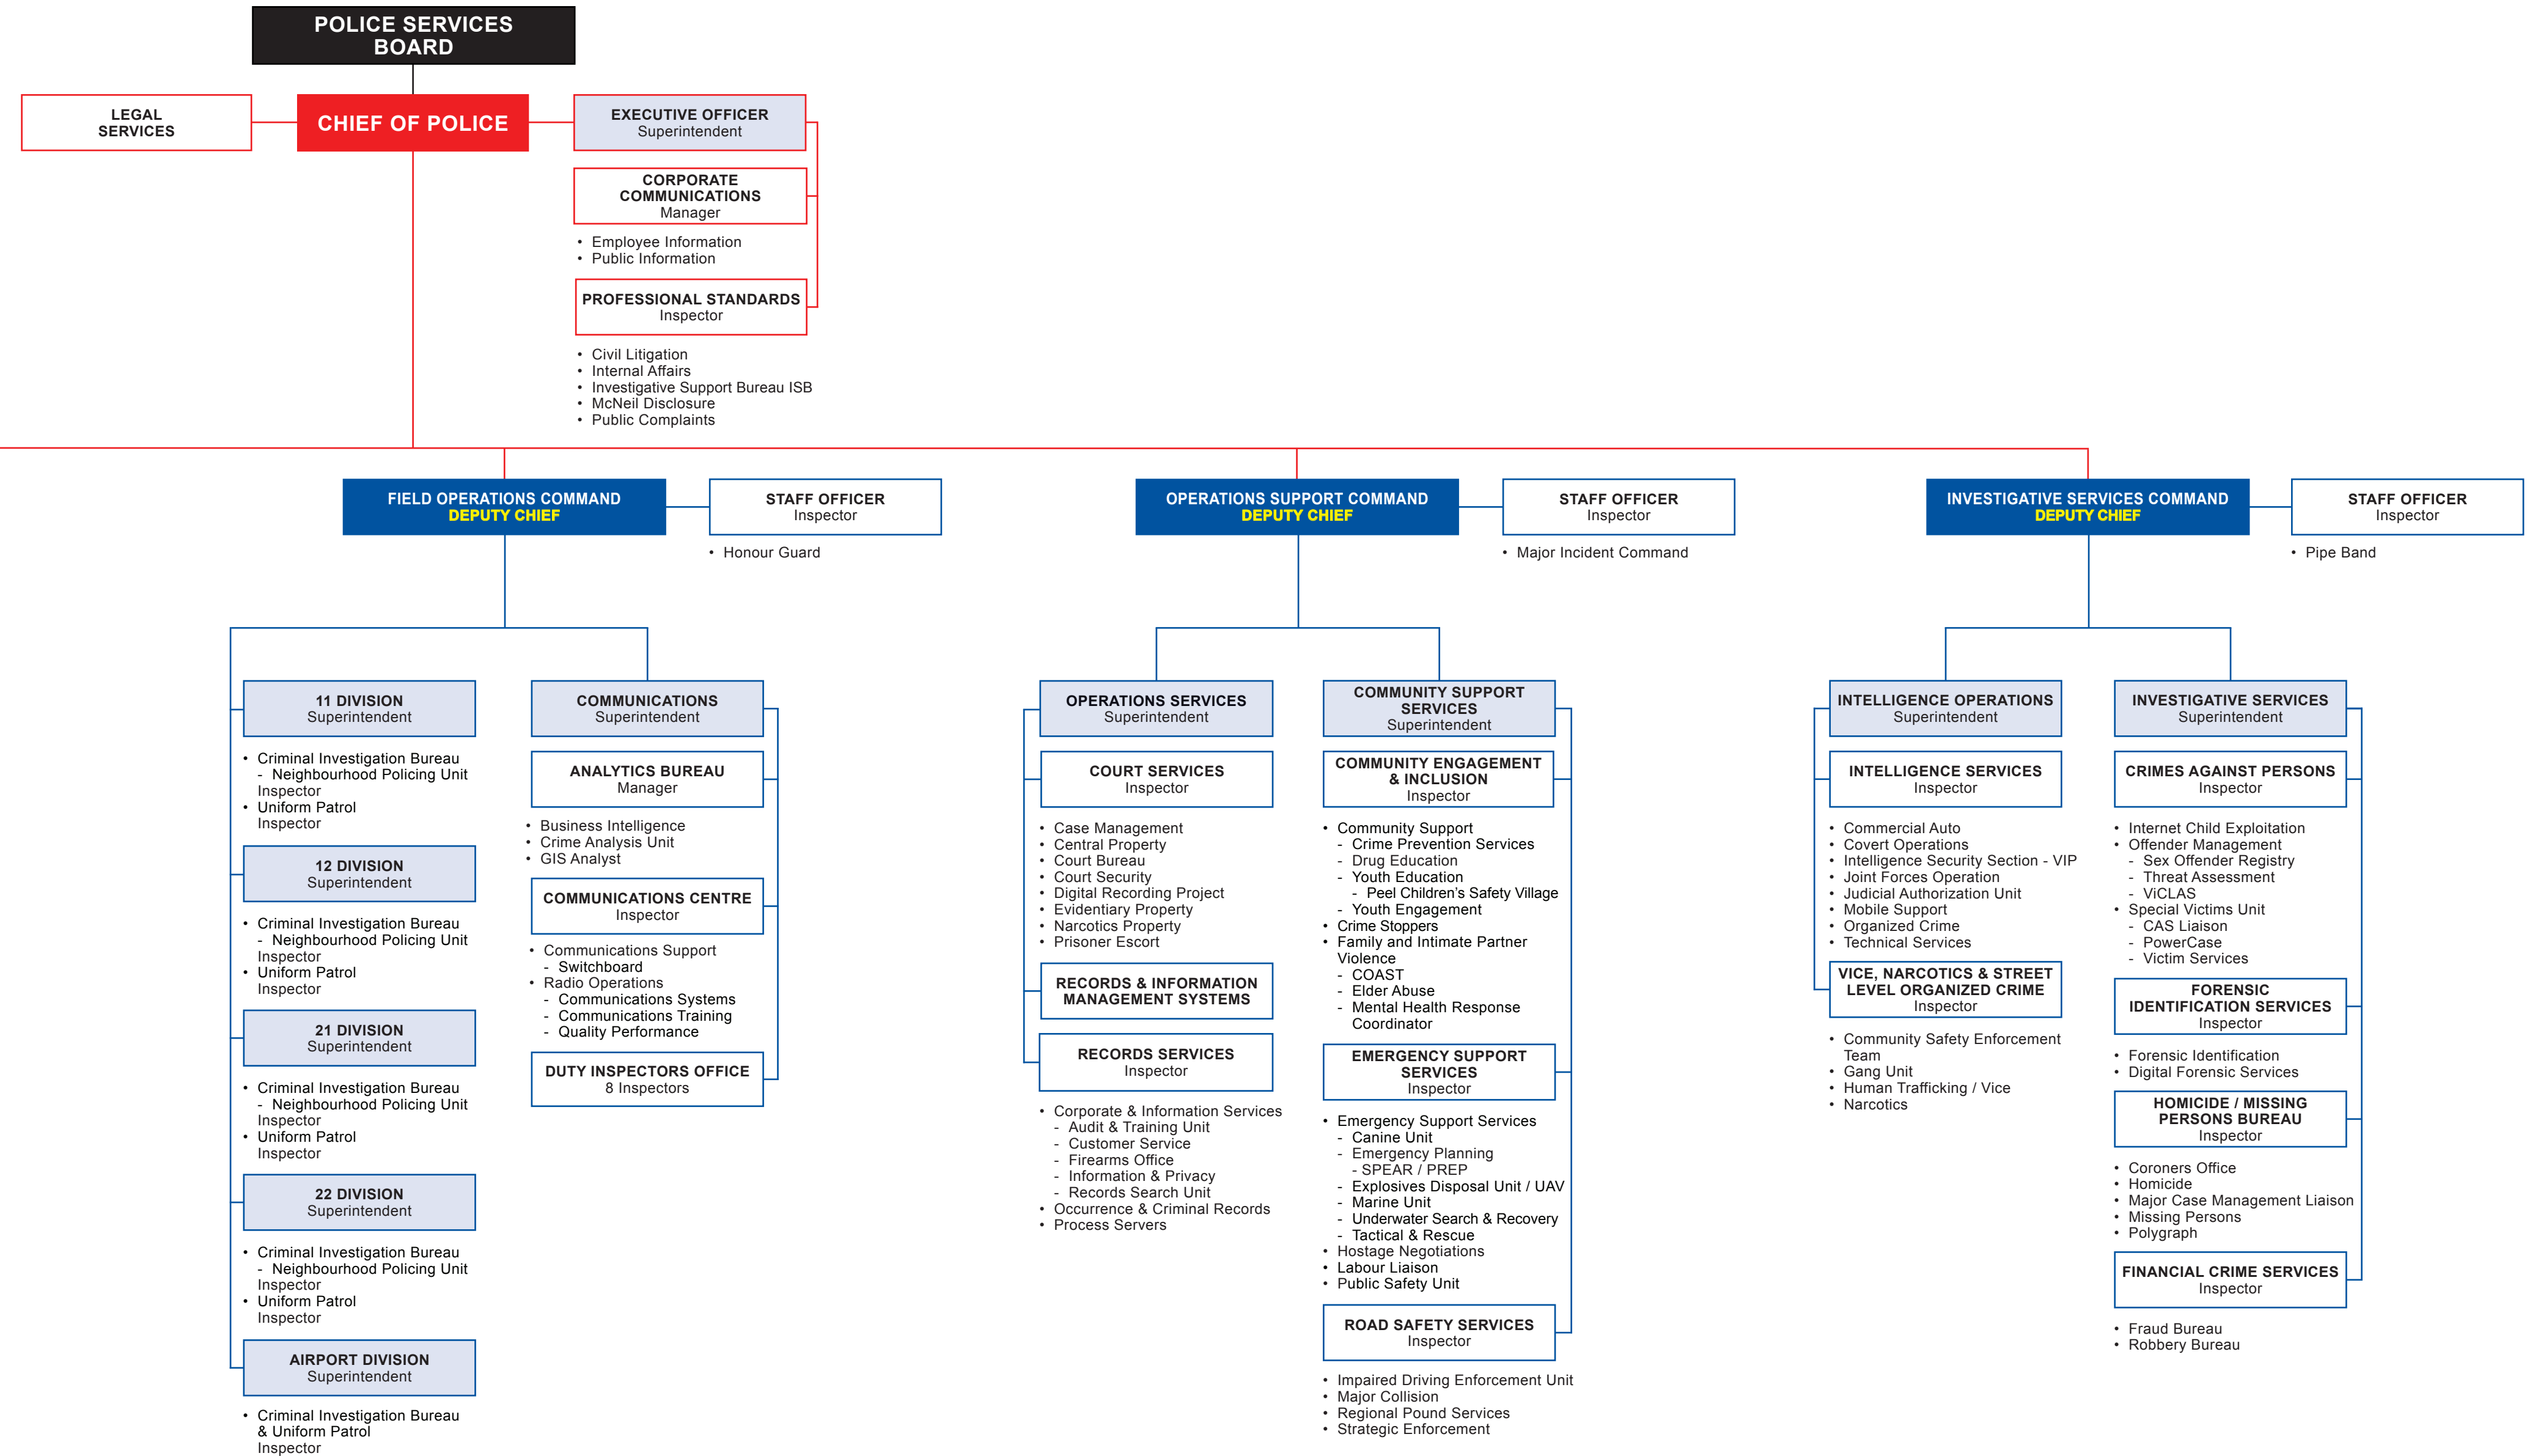 POLICE SERVICES
BOARD
LEGAL
SERVICES
CHIEF OF POLICE
EXECUTIVE OFFICER
Superintendent
CORPORATE
COMMUNICATIONS
Manager
• Employee Information
• Public Information
PROFESSIONAL STANDARDS
Inspector
• Civil Litigation
• Internal Affairs
• Investigative Support Bureau ISB
• McNeil Disclosure
• Public Complaints
FIELD OPERATIONS COMMAND
DEPUTY CHIEF
STAFF OFFICER
Inspector
• Honour Guard
OPERATIONS SUPPORT COMMAND
DEPUTY CHIEF
STAFF OFFICER
Inspector
• Major Incident Command
INVESTIGATIVE SERVICES COMMAND
DEPUTY CHIEF
STAFF OFFICER
Inspector
• Pipe Band
11 DIVISION
Superintendent
• Criminal Investigation Bureau
- Neighbourhood Policing Unit
Inspector
• Uniform Patrol
Inspector
12 DIVISION
Superintendent
• Criminal Investigation Bureau
- Neighbourhood Policing Unit
Inspector
• Uniform Patrol
Inspector
21 DIVISION
Superintendent
• Criminal Investigation Bureau
- Neighbourhood Policing Unit
Inspector
• Uniform Patrol
Inspector
22 DIVISION
Superintendent
• Criminal Investigation Bureau
- Neighbourhood Policing Unit
Inspector
• Uniform Patrol
Inspector
AIRPORT DIVISION
Superintendent
• Criminal Investigation Bureau
& Uniform Patrol
Inspector
COMMUNICATIONS
Superintendent
ANALYTICS BUREAU
Manager
• Business Intelligence
• Crime Analysis Unit
• GIS Analyst
COMMUNICATIONS CENTRE
Inspector
• Communications Support
- Switchboard
• Radio Operations
- Communications Systems
- Communications Training
- Quality Performance
DUTY INSPECTORS OFFICE
8 Inspectors
OPERATIONS SERVICES
Superintendent
COURT SERVICES
Inspector
• Case Management
• Central Property
• Court Bureau
• Court Security
• Digital Recording Project
• Evidentiary Property
• Narcotics Property
• Prisoner Escort
RECORDS & INFORMATION
MANAGEMENT SYSTEMS
RECORDS SERVICES
Inspector
• Corporate & Information Services
- Audit & Training Unit
- Customer Service
- Firearms Office
- Information & Privacy
- Records Search Unit
• Occurrence & Criminal Records
• Process Servers
COMMUNITY SUPPORT
SERVICES
Superintendent
COMMUNITY ENGAGEMENT
& INCLUSION
Inspector
• Community Support
- Crime Prevention Services
- Drug Education
- Youth Education
- Peel Children's Safety Village
- Youth Engagement
• Crime Stoppers
• Family and Intimate Partner
Violence
- COAST
- Elder Abuse
- Mental Health Response
Coordinator
EMERGENCY SUPPORT
SERVICES
Inspector
• Emergency Support Services
- Canine Unit
- Emergency Planning
- SPEAR / PREP
- Explosives Disposal Unit / UAV
- Marine Unit
- Underwater Search & Recovery
- Tactical & Rescue
• Hostage Negotiations
• Labour Liaison
• Public Safety Unit
ROAD SAFETY SERVICES
Inspector
• Impaired Driving Enforcement Unit
• Major Collision
• Regional Pound Services
• Strategic Enforcement
INTELLIGENCE OPERATIONS
Superintendent
INTELLIGENCE SERVICES
Inspector
• Commercial Auto
• Covert Operations
• Intelligence Security Section - VIP
• Joint Forces Operation
• Judicial Authorization Unit
• Mobile Support
• Organized Crime
• Technical Services
VICE, NARCOTICS & STREET
LEVEL ORGANIZED CRIME
Inspector
• Community Safety Enforcement
Team
• Gang Unit
• Human Trafficking / Vice
• Narcotics
INVESTIGATIVE SERVICES
Superintendent
CRIMES AGAINST PERSONS
Inspector
• Internet Child Exploitation
• Offender Management
- Sex Offender Registry
- Threat Assessment
- ViCLAS
• Special Victims Unit
- CAS Liaison
- PowerCase
- Victim Services
FORENSIC
IDENTIFICATION SERVICES
Inspector
• Forensic Identification
• Digital Forensic Services
HOMICIDE / MISSING
PERSONS BUREAU
Inspector
• Coroners Office
• Homicide
• Major Case Management Liaison
• Missing Persons
• Polygraph
FINANCIAL CRIME SERVICES
Inspector
• Fraud Bureau
• Robbery Bureau